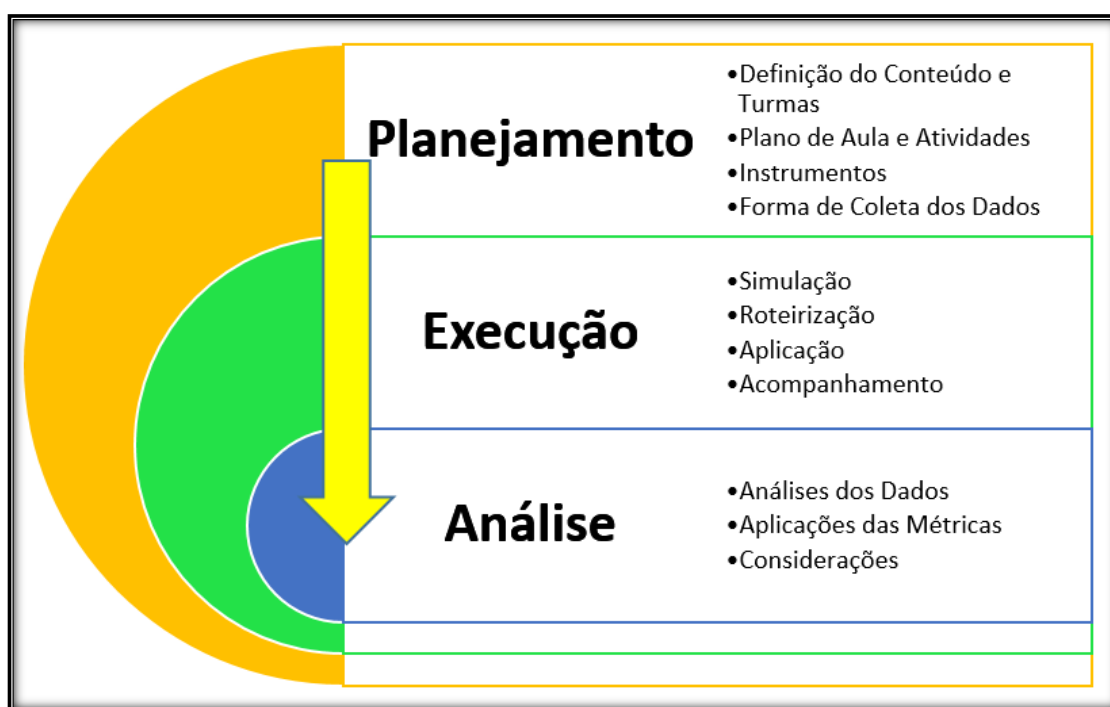 Planejamento
•Definição do Conteúdo e
Turmas
•Plano de Aula e Atividades
•Instrumentos
•Forma de Coleta dos Dados
Execução
•Simulação
•Roteirização
•Aplicação
•Acompanhamento
Análise
•Análises dos Dados
•Aplicações das Métricas
•Considerações